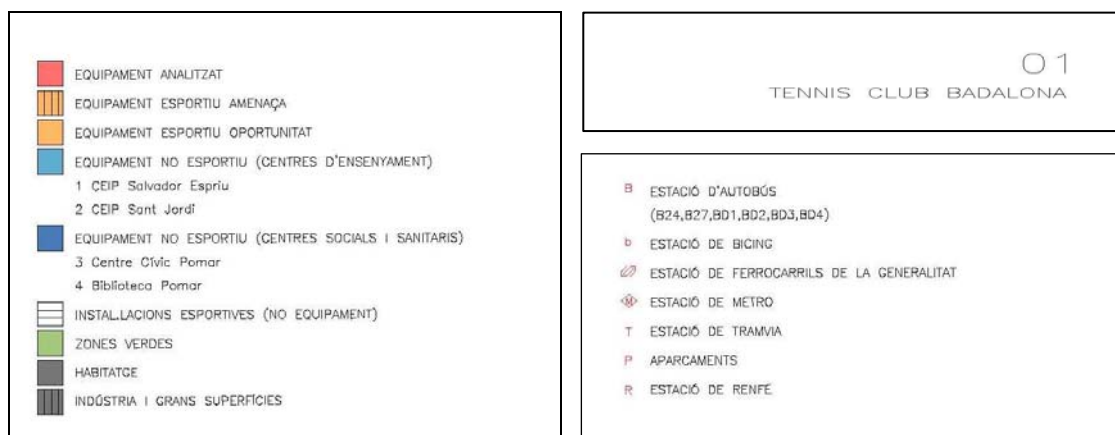 EQUIPAMENT ANALITZAT
EQUIPAMENT ESPORTIU AMENAÇA
EQUIPAMENT ESPORTIU OPORTUNITAT
EQUIPAMENT NO ESPORTIU (CENTRES D'ENSENYAMENT)
1 CEIP Salvador Espriu
2 CEIP Sant Jordi
EQUIPAMENT NO ESPORTIU (CENTRES SOCIALS I SANITARIS)
3 Centre Cívic Pomar
4 Biblioteca Pomar
INSTAL.LACIONS ESPORTIVES (NO EQUIPAMENT)
ZONES VERDES
HABITATGE
INDÚSTRIA I GRANS SUPERFÍCIES
01
TENNIS CLUB BADALONA
B ESTACIÓ D'AUTOBÚS
(B24,B27,BD1,BD2,BD3,BD4)
b ESTACIÓ DE BICING
ESTACIÓ DE FERROCARRILS DE LA GENERALITAT
M ESTACIÓ DE METRO
T ESTACIÓ DE TRAMVIA
P APARCAMENTS
R ESTACIÓ DE RENFE